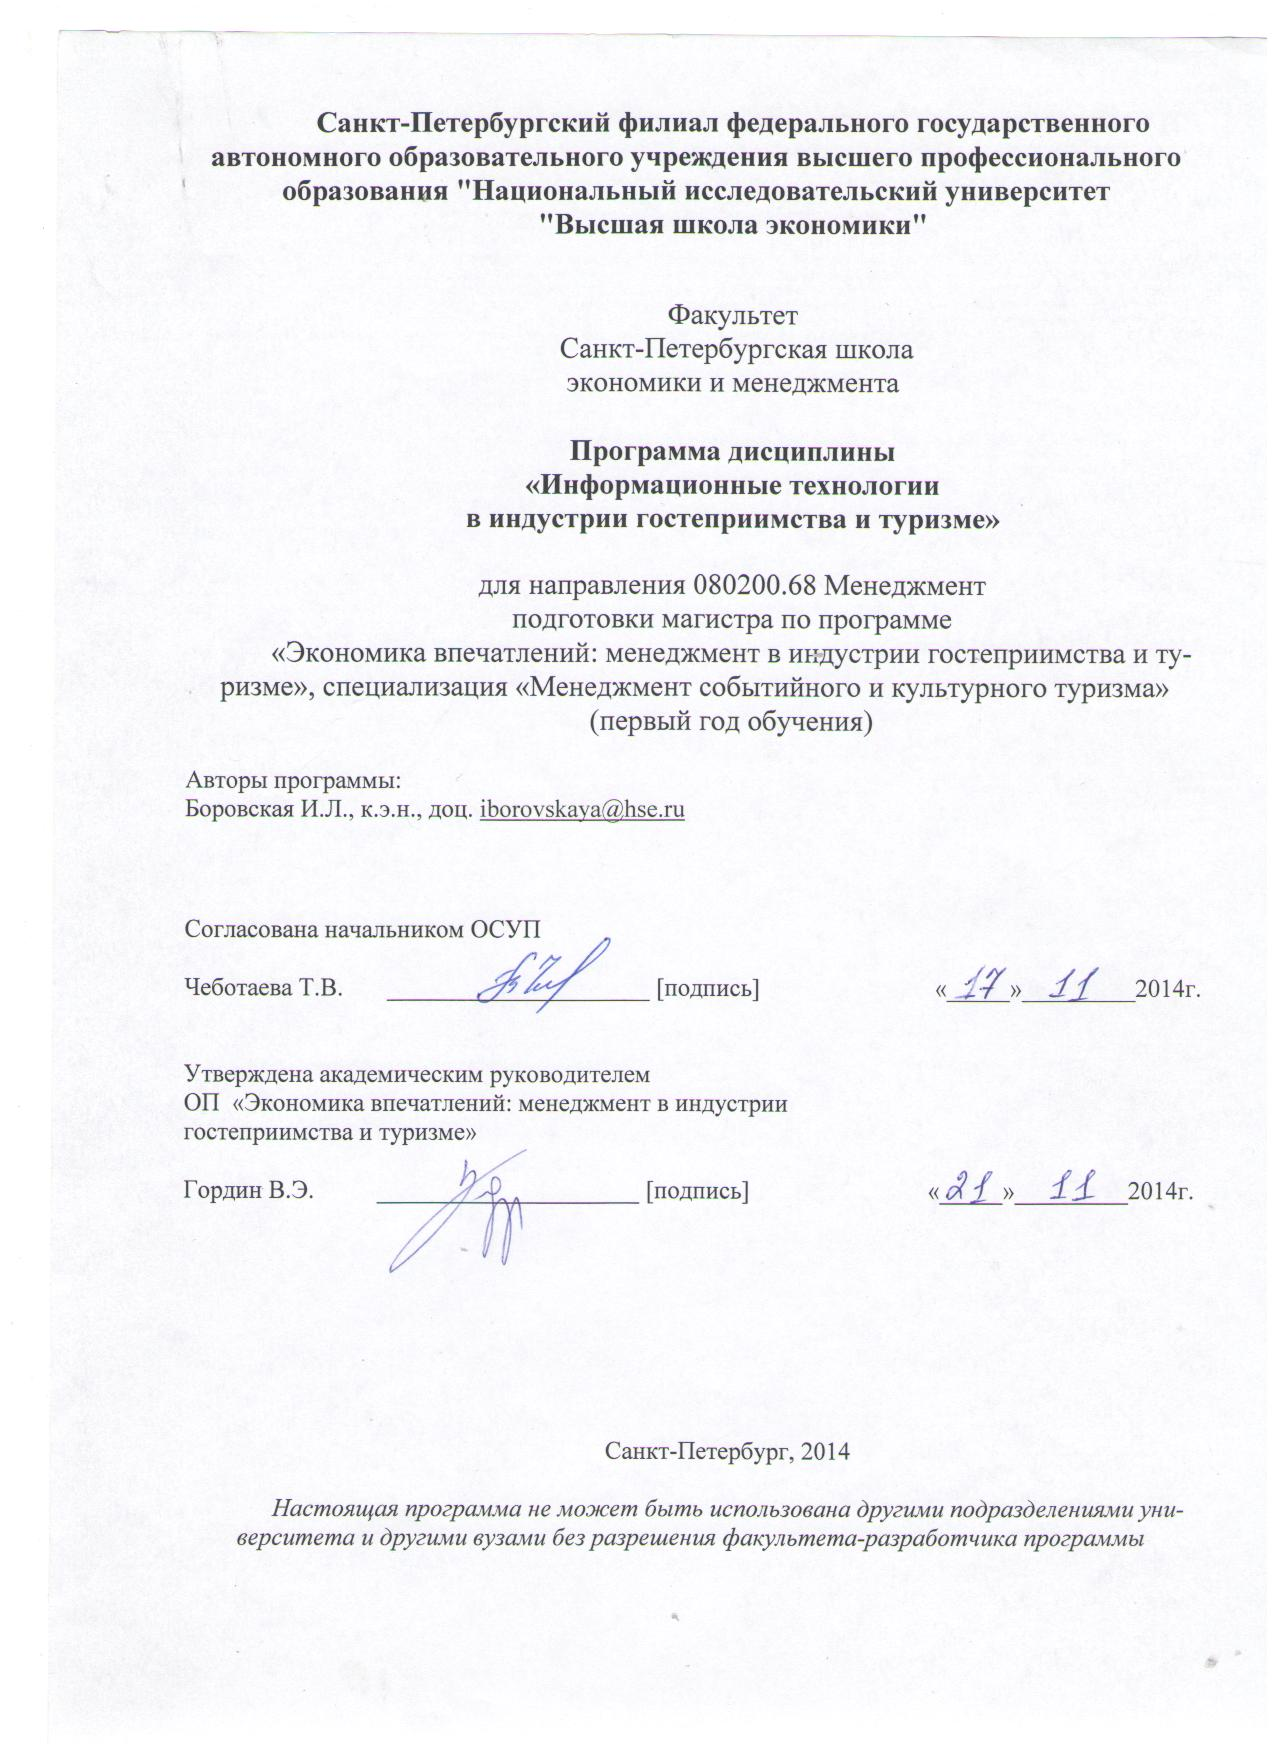 Санкт-Петербургский филиал федерального государственного
автономного образовательного учреждения высшего профессионального
образования "Национальный исследовательский университет
"Высшая школа экономики"
Факультет
Санкт-Петербургская школа
экономики и менеджмента
Программа дисциплины
«Информационные технологии
в индустрии гостеприимства и туризме»
для направления 080200.68 Менеджмент
подготовки магистра по программе
«Экономика впечатлений: менеджмент в индустрии гостеприимства и ту-
ризме», специализация «Менеджмент событийного и культурного туризма»
(первый год обучения)
Авторы программы:
Боровская И.Л., к.э.н., доц. iborovskaya@hse.ru
Согласована начальником ОСУП
Чеботаева Т.В. _____________________ [подпись] «17» 11 2014г.
Утверждена академическим руководителем
ОП «Экономика впечатлений: менеджмент в индустрии
гостеприимства и туризме»
Гордин В.Э. _____________________ [подпись] «21» 11 2014г.
Санкт-Петербург, 2014
Настоящая программа не может быть использована другими подразделениями уни-
верситета и другими вузами без разрешения факультета-разработчика программы